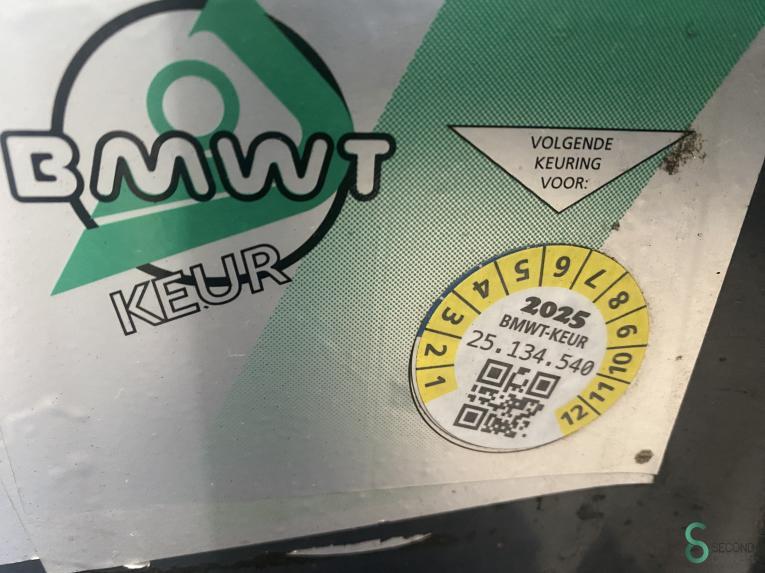 BMWT
KEUR
VOLGENDE
KEURING
VOOR:
1 2 3 4 5 6 7 8 9 10 11 12
2025
BMWT-KEUR
25.134.540
SECOND